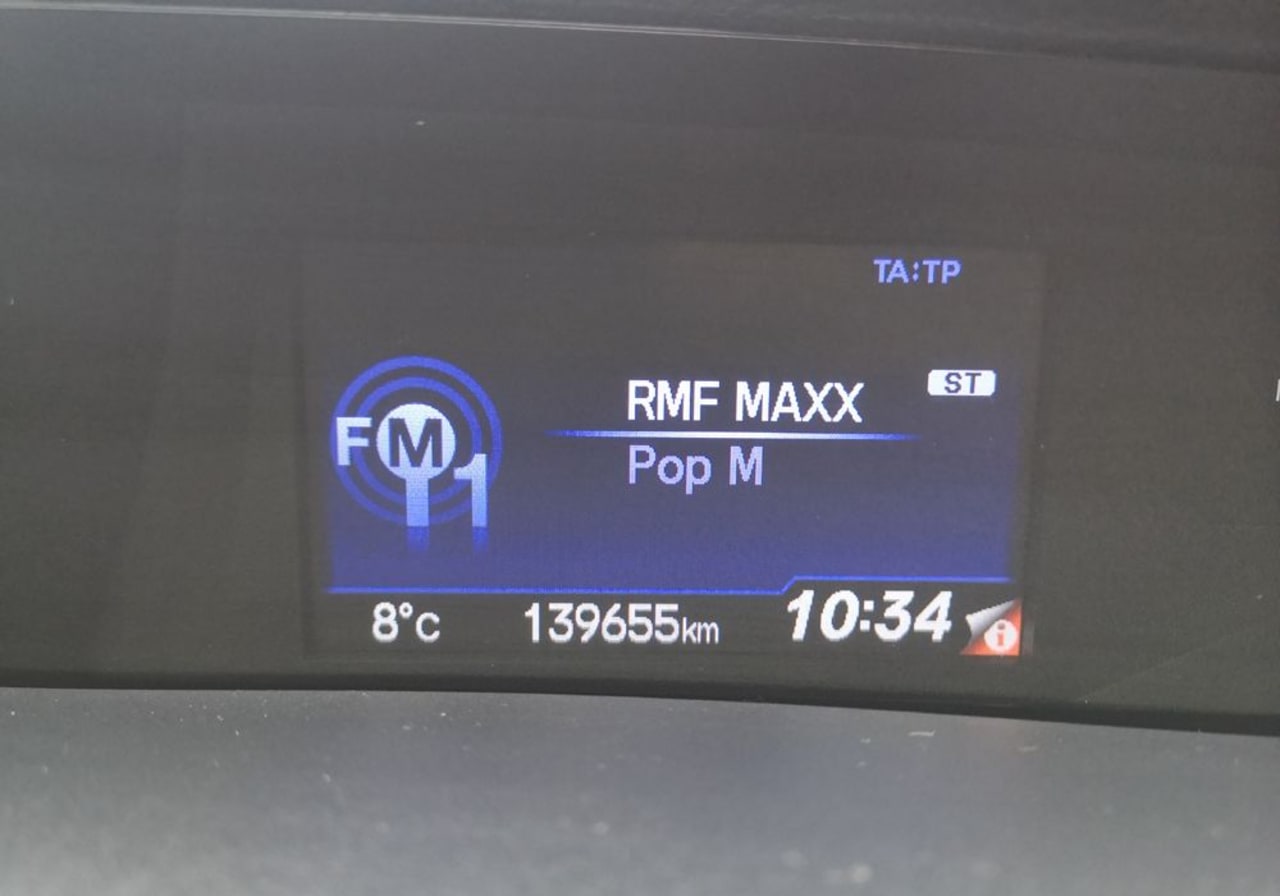 TA:TP
RMF MAXX
ST
FM1
Pop M
8°C
139655km
10:34
i